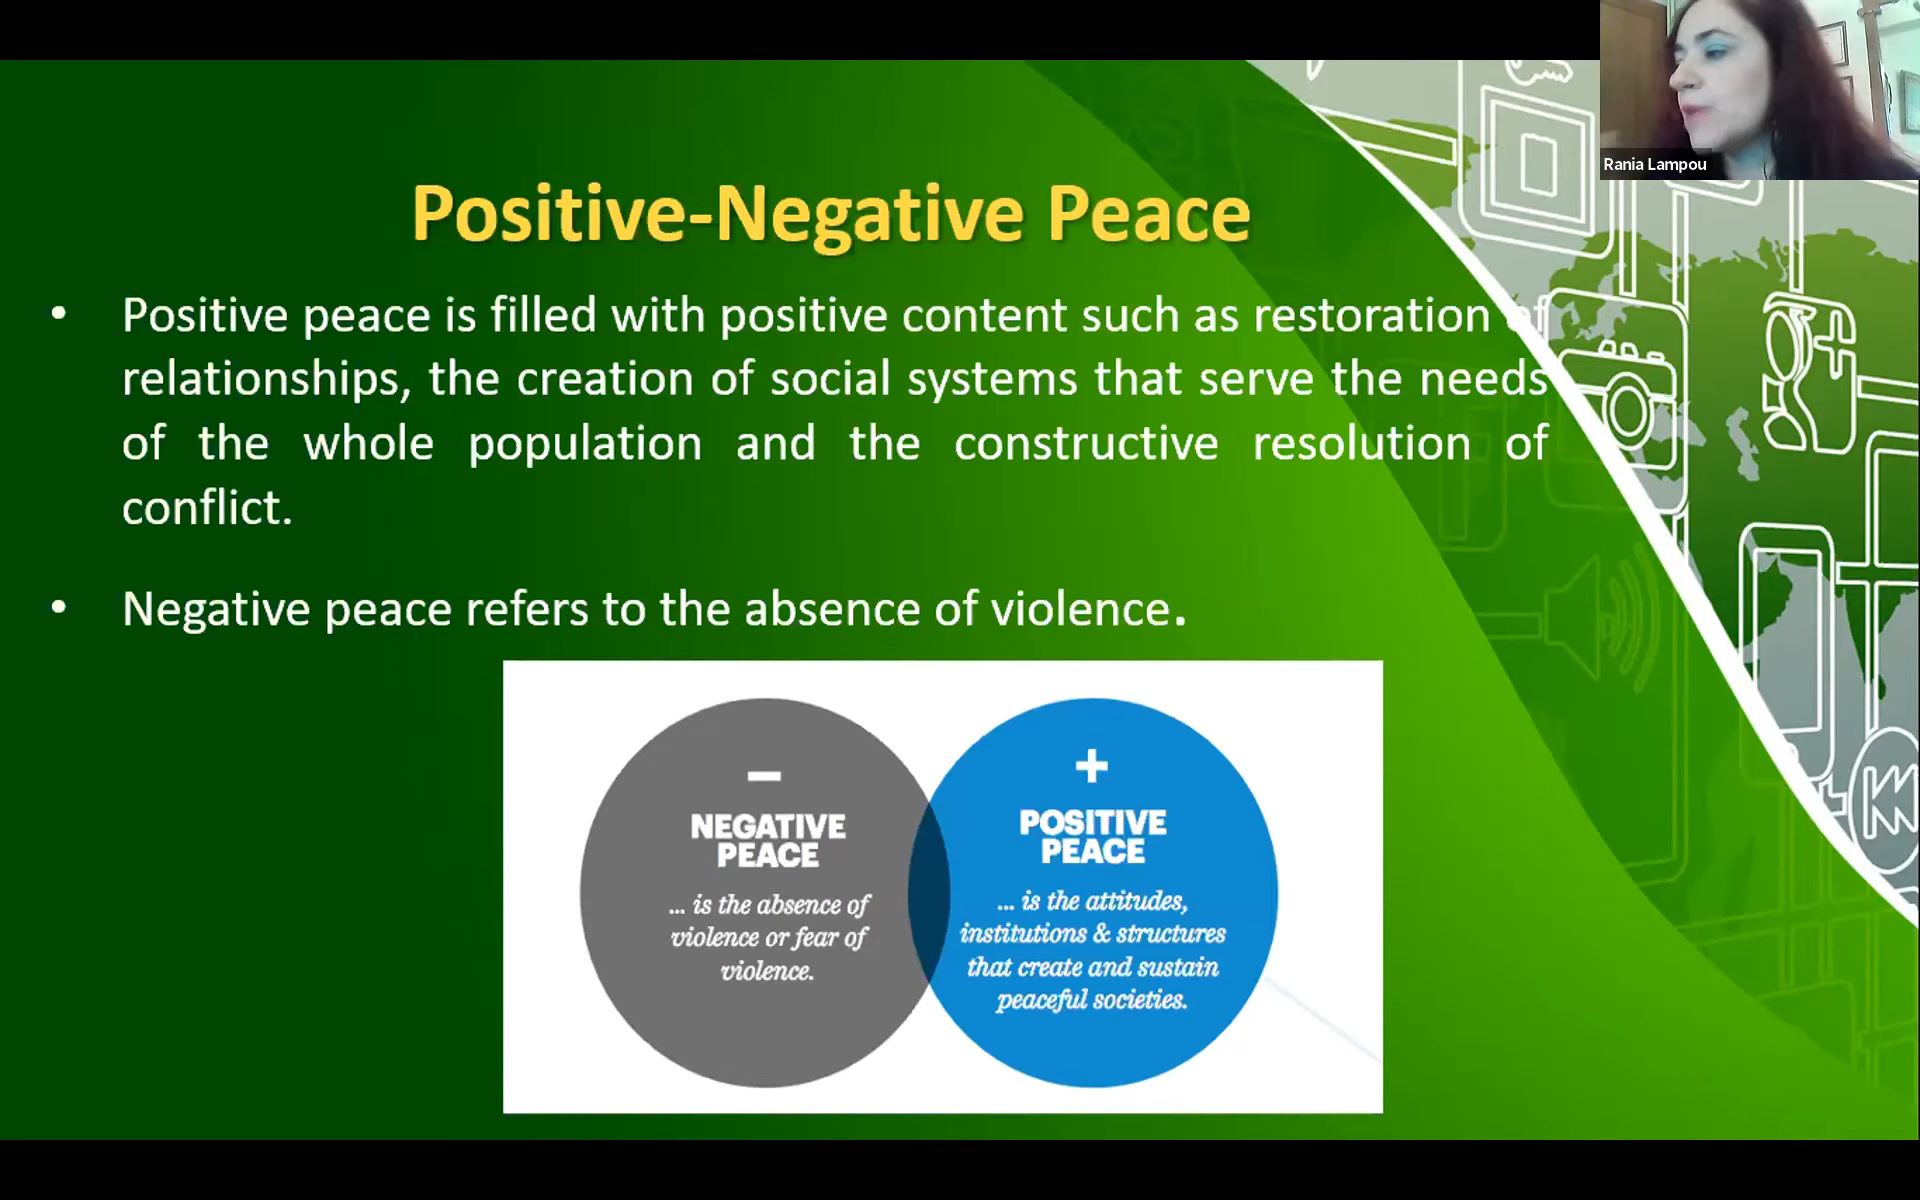 Rania Lampou
Positive-Negative Peace
• Positive peace is filled with positive content such as restoration of
relationships, the creation of social systems that serve the needs
of the whole population and the constructive resolution of
conflict.
• Negative peace refers to the absence of violence.
NEGATIVE
PEACE
... is the absence of
violence or fear of
violence.
POSITIVE
PEACE
... is the attitudes,
institutions & structures
that create and sustain
peaceful societies.